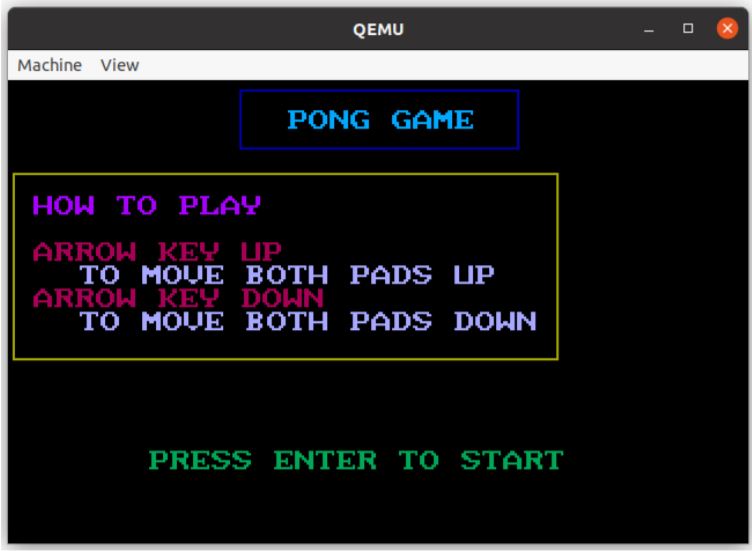 QEMU
Machine View
PONG GAME
HOW TO PLAY
ARROW KEY UP
TO MOVE BOTH PADS UP
ARROW KEY DOWN
TO MOVE BOTH PADS DOWN
PRESS ENTER TO START